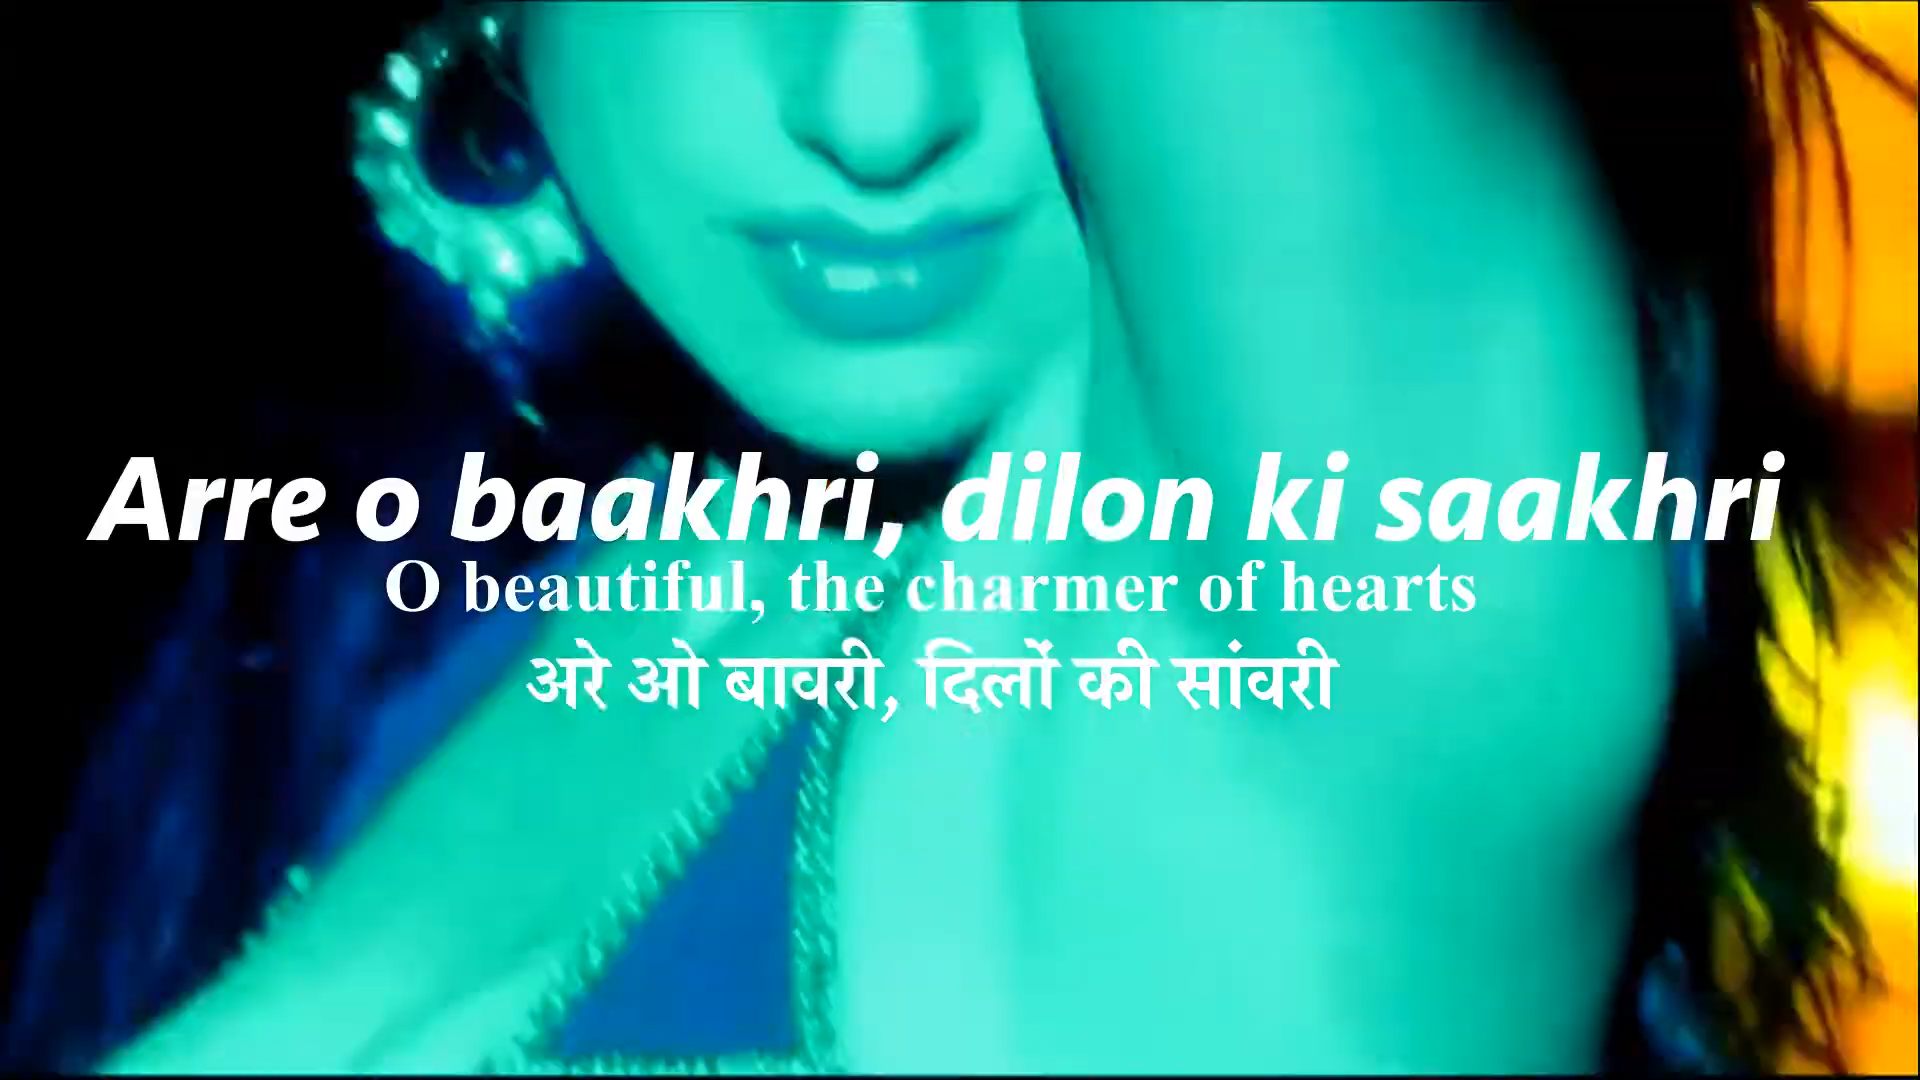 Arre o baakhri, dilon ki saakhri
O beautiful, the charmer of hearts
अरे ओ बावरी, दिलों की सांवरी